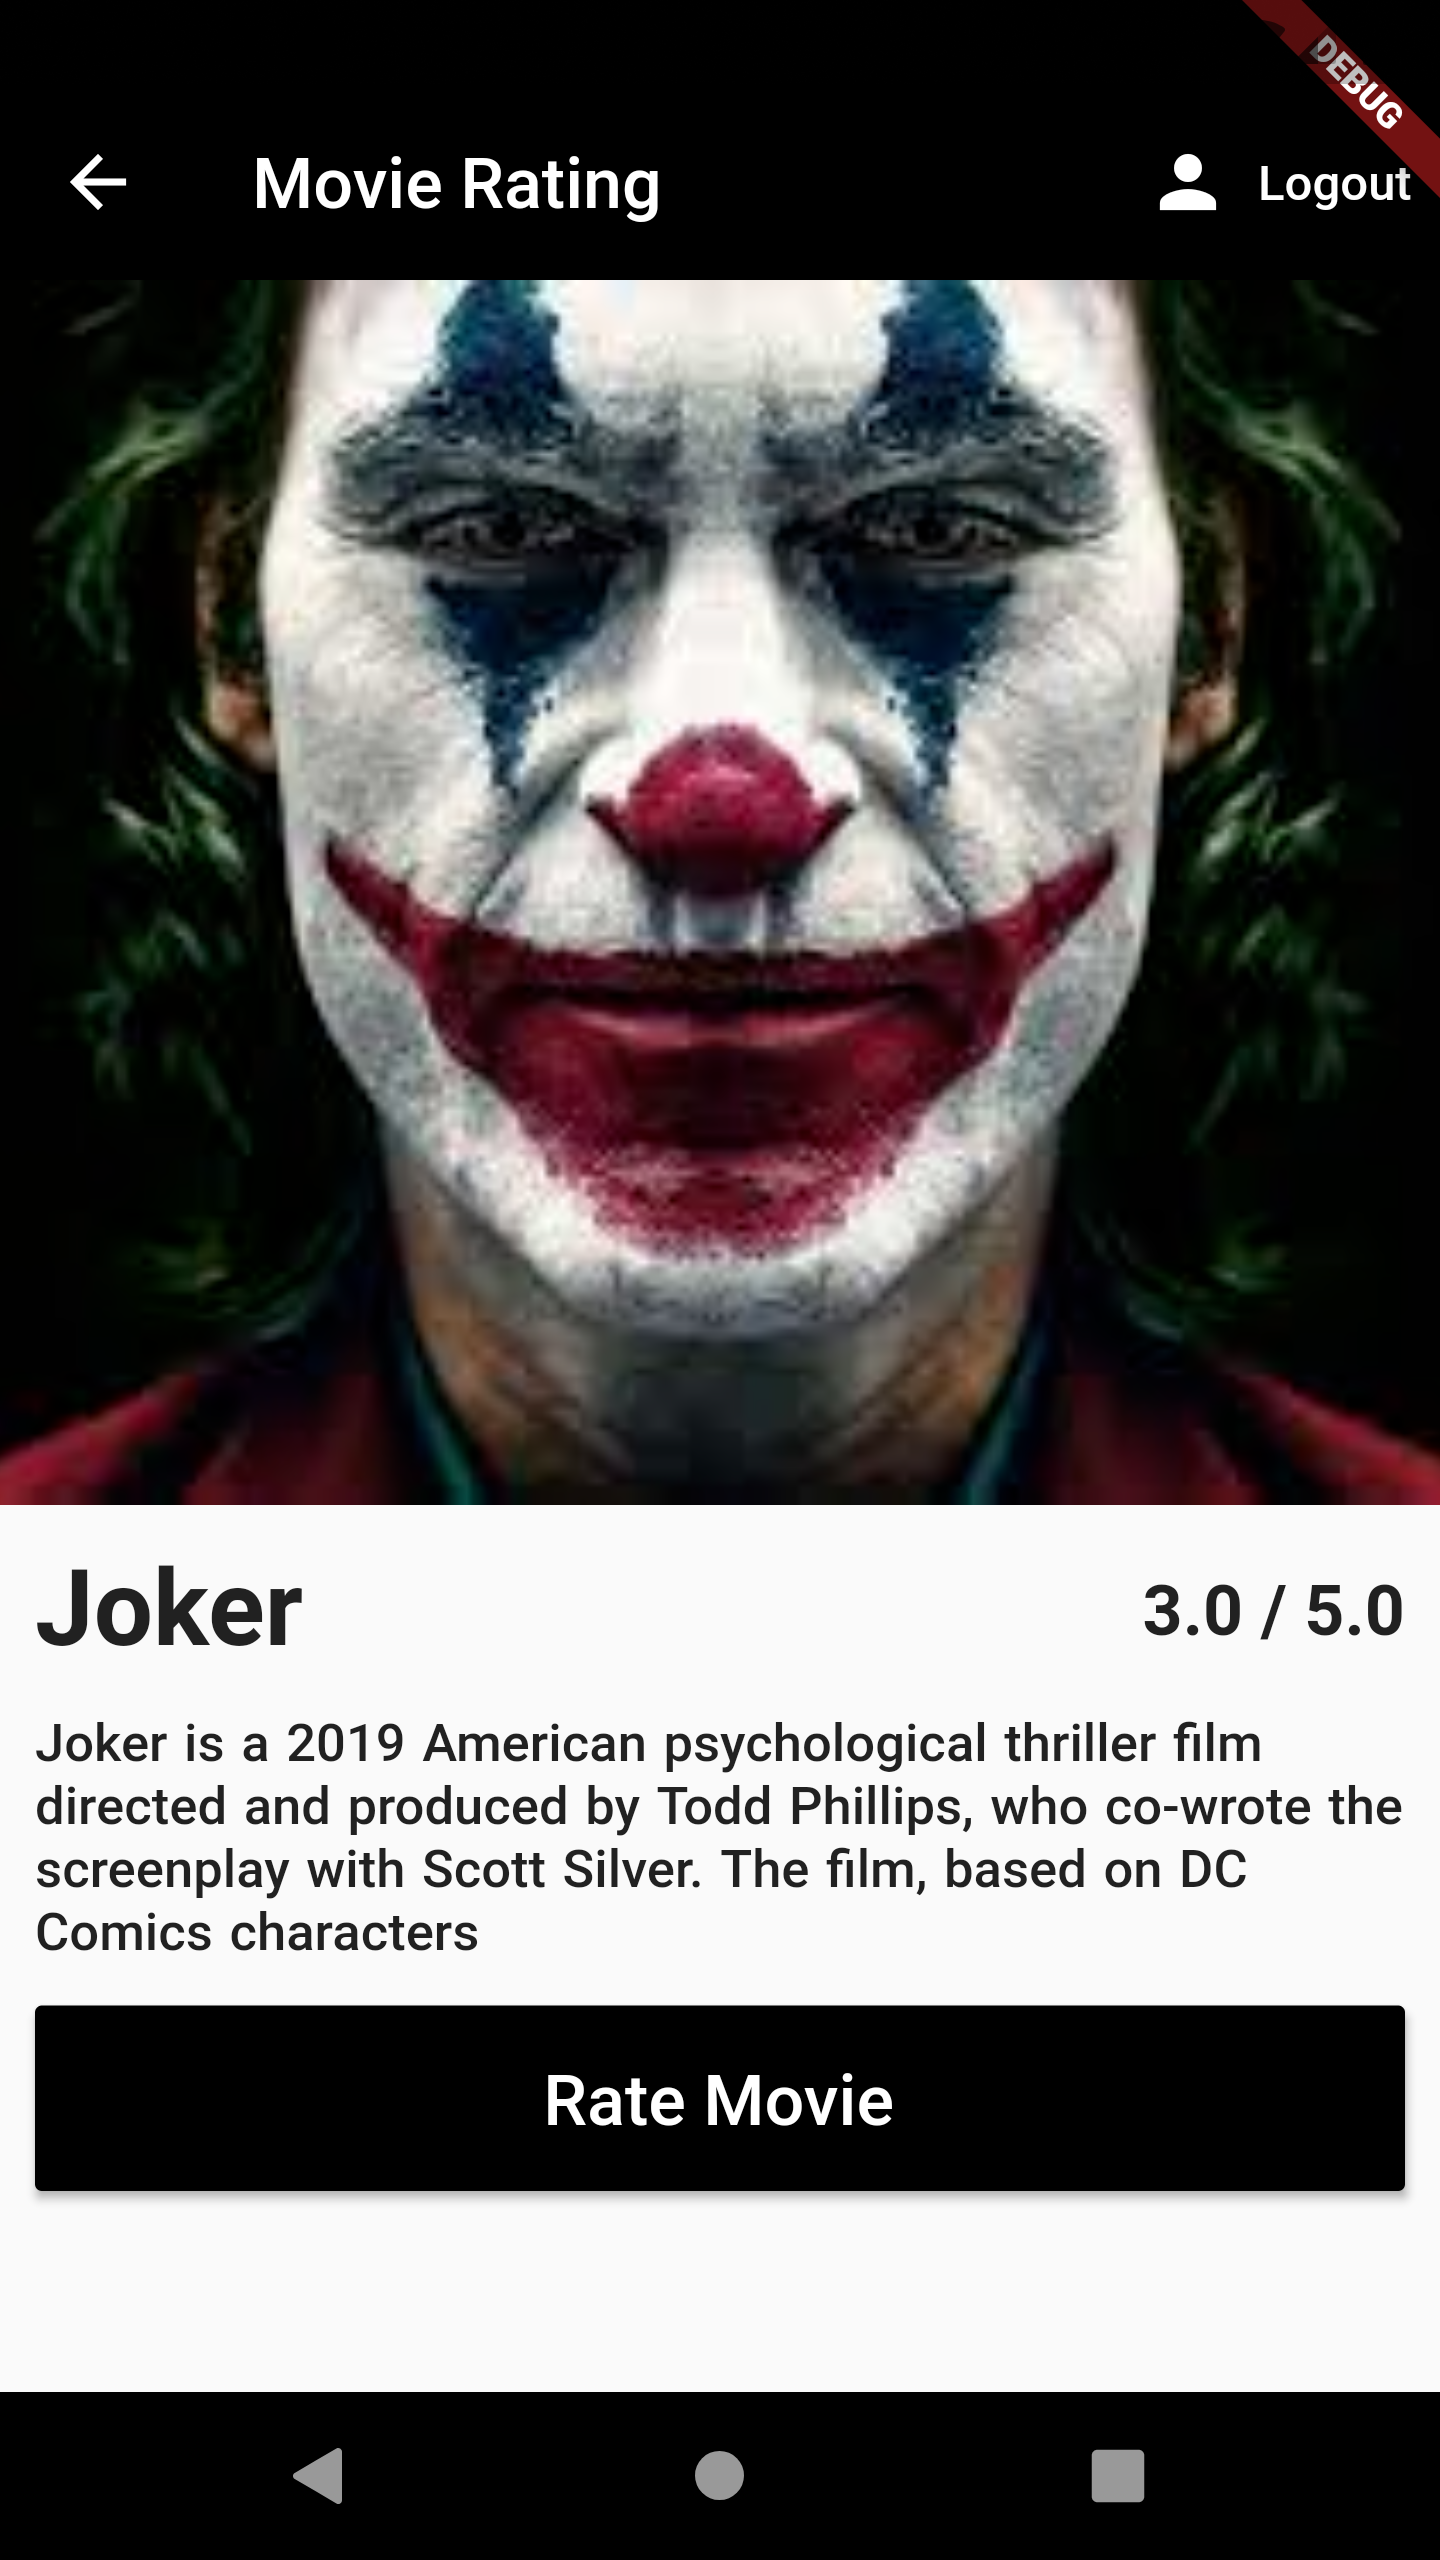 DEBUG
Movie Rating
Logout
Joker
3.0 / 5.0
Joker is a 2019 American psychological thriller film
directed and produced by Todd Phillips, who co-wrote the
screenplay with Scott Silver. The film, based on DC
Comics characters
Rate Movie